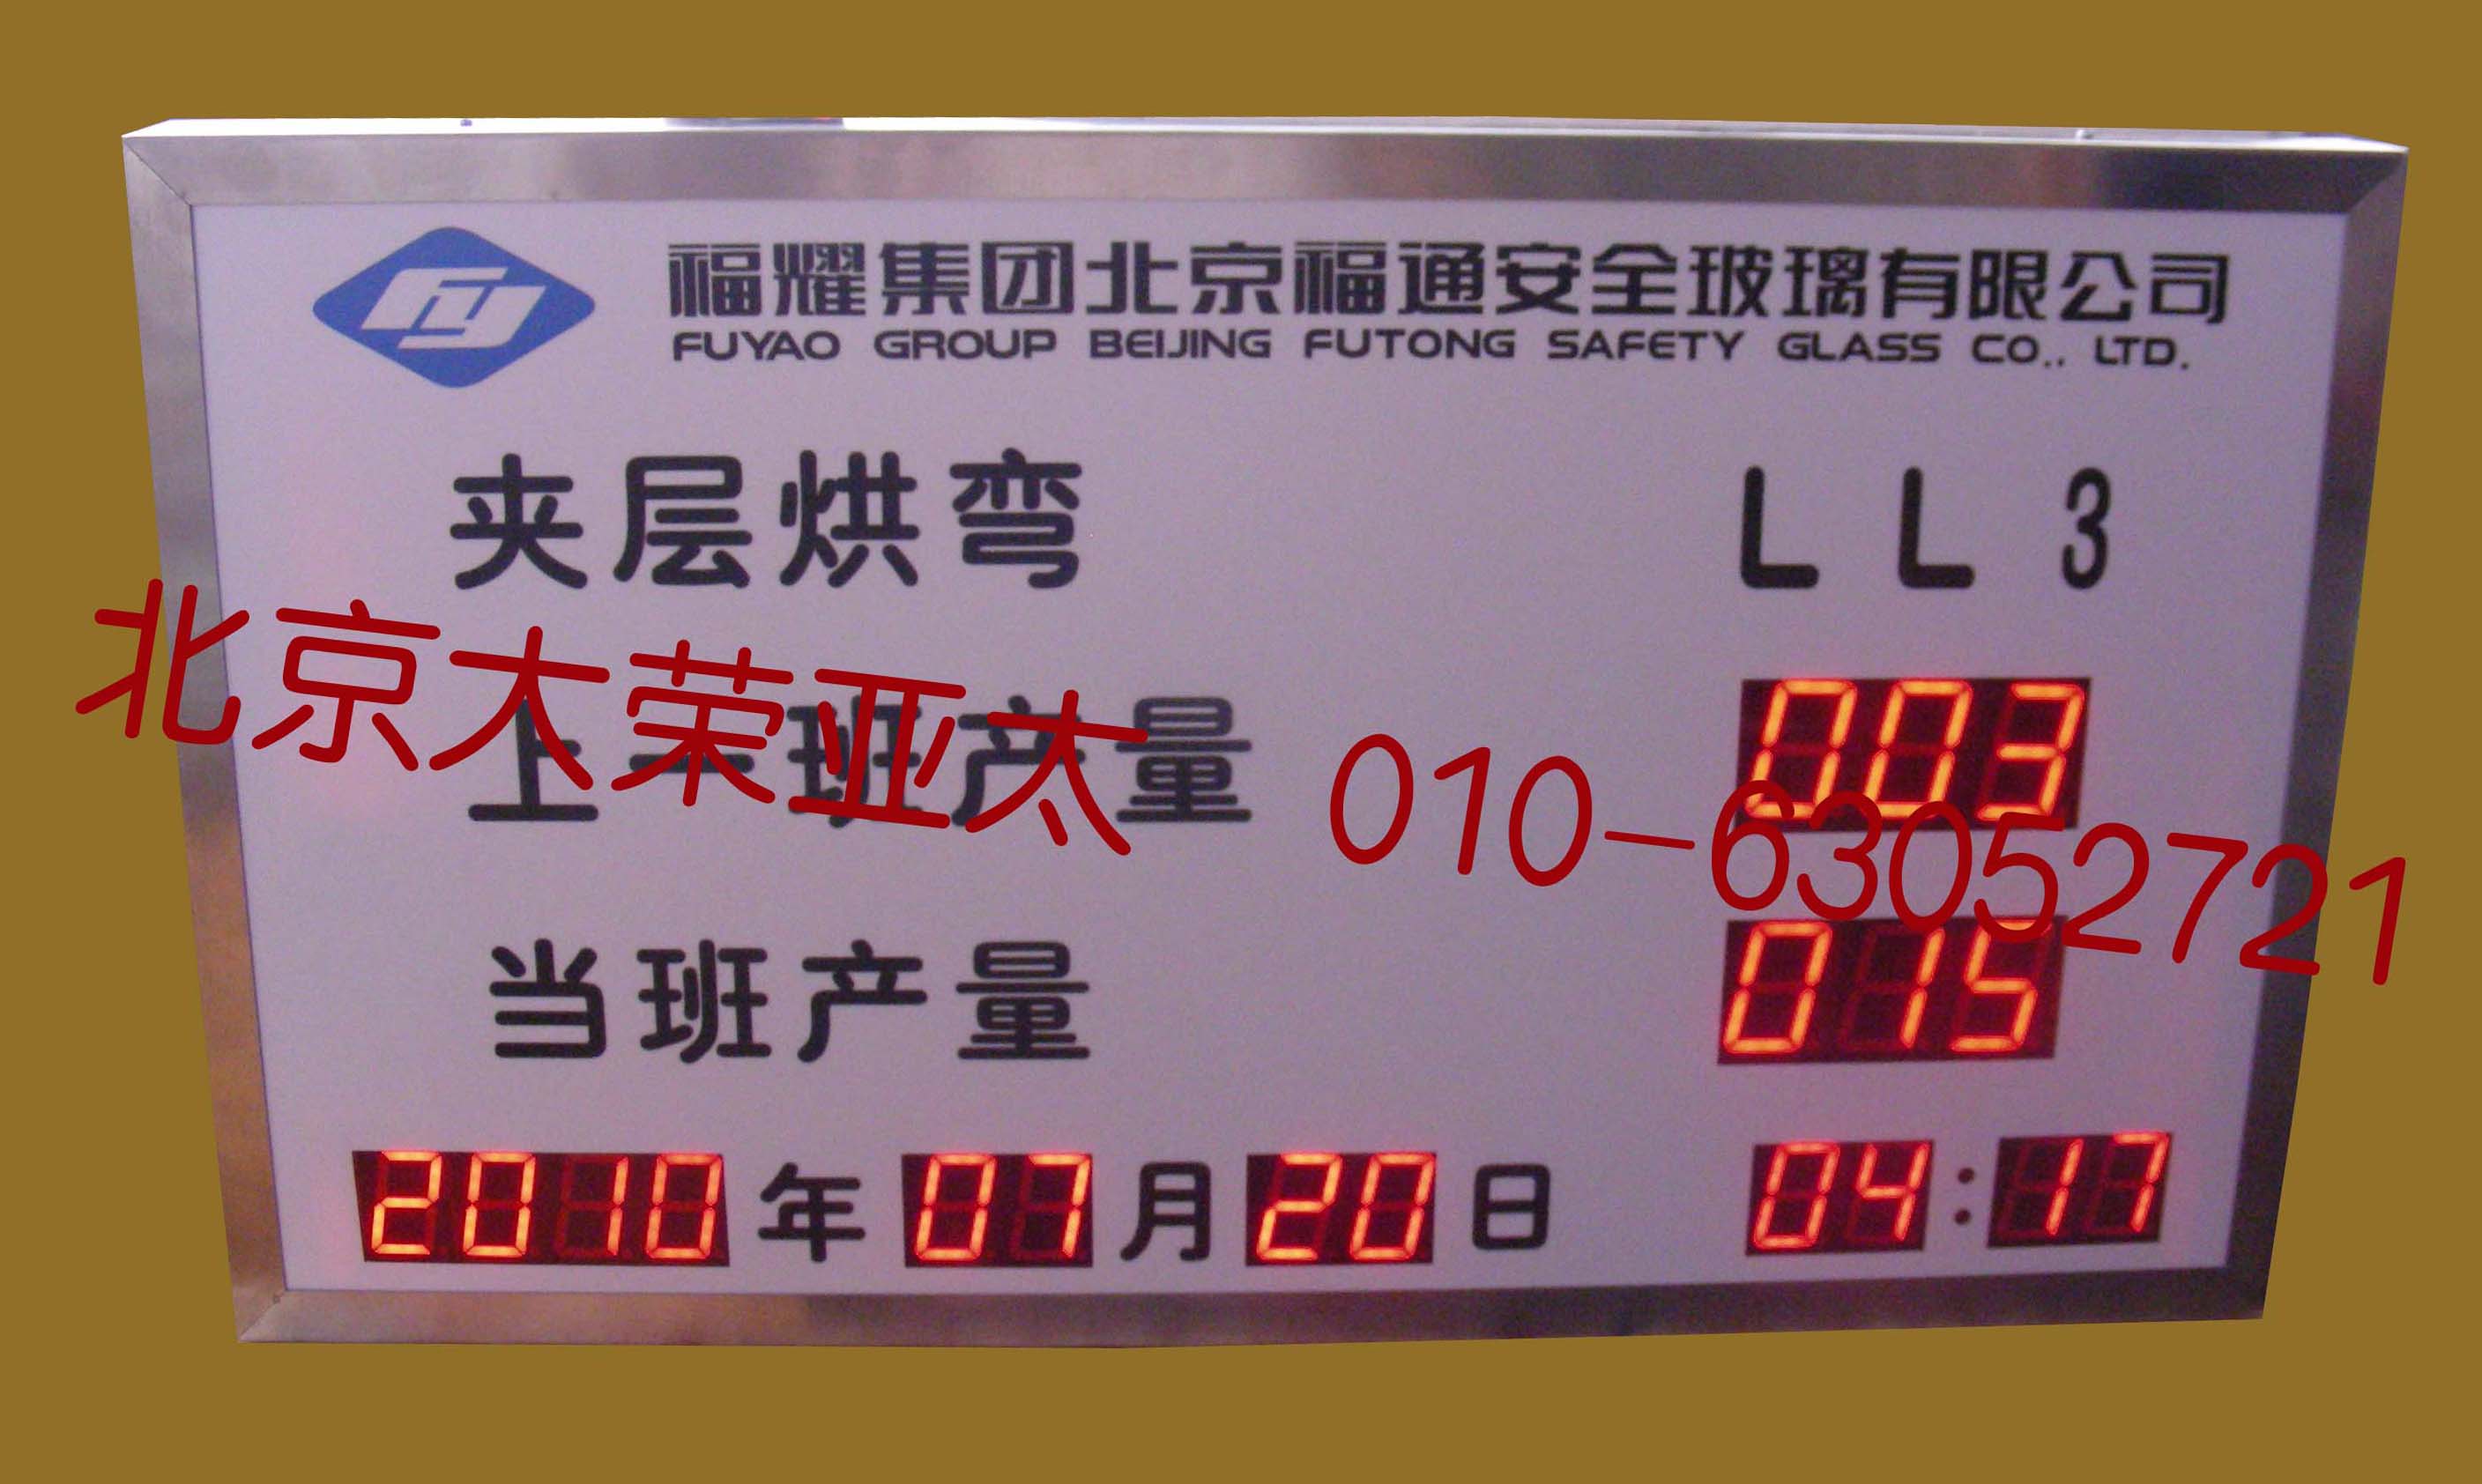 fy
福耀集团北京福通安全玻璃有限公司
FUYAO GROUP BEIJING FUTONG SAFETY GLASS CO., LTD.
夹层烘弯 LL3
北京大荣亚太 010-63052721
上一班产量 003
当班产量 015
2010年07月20日 04:17